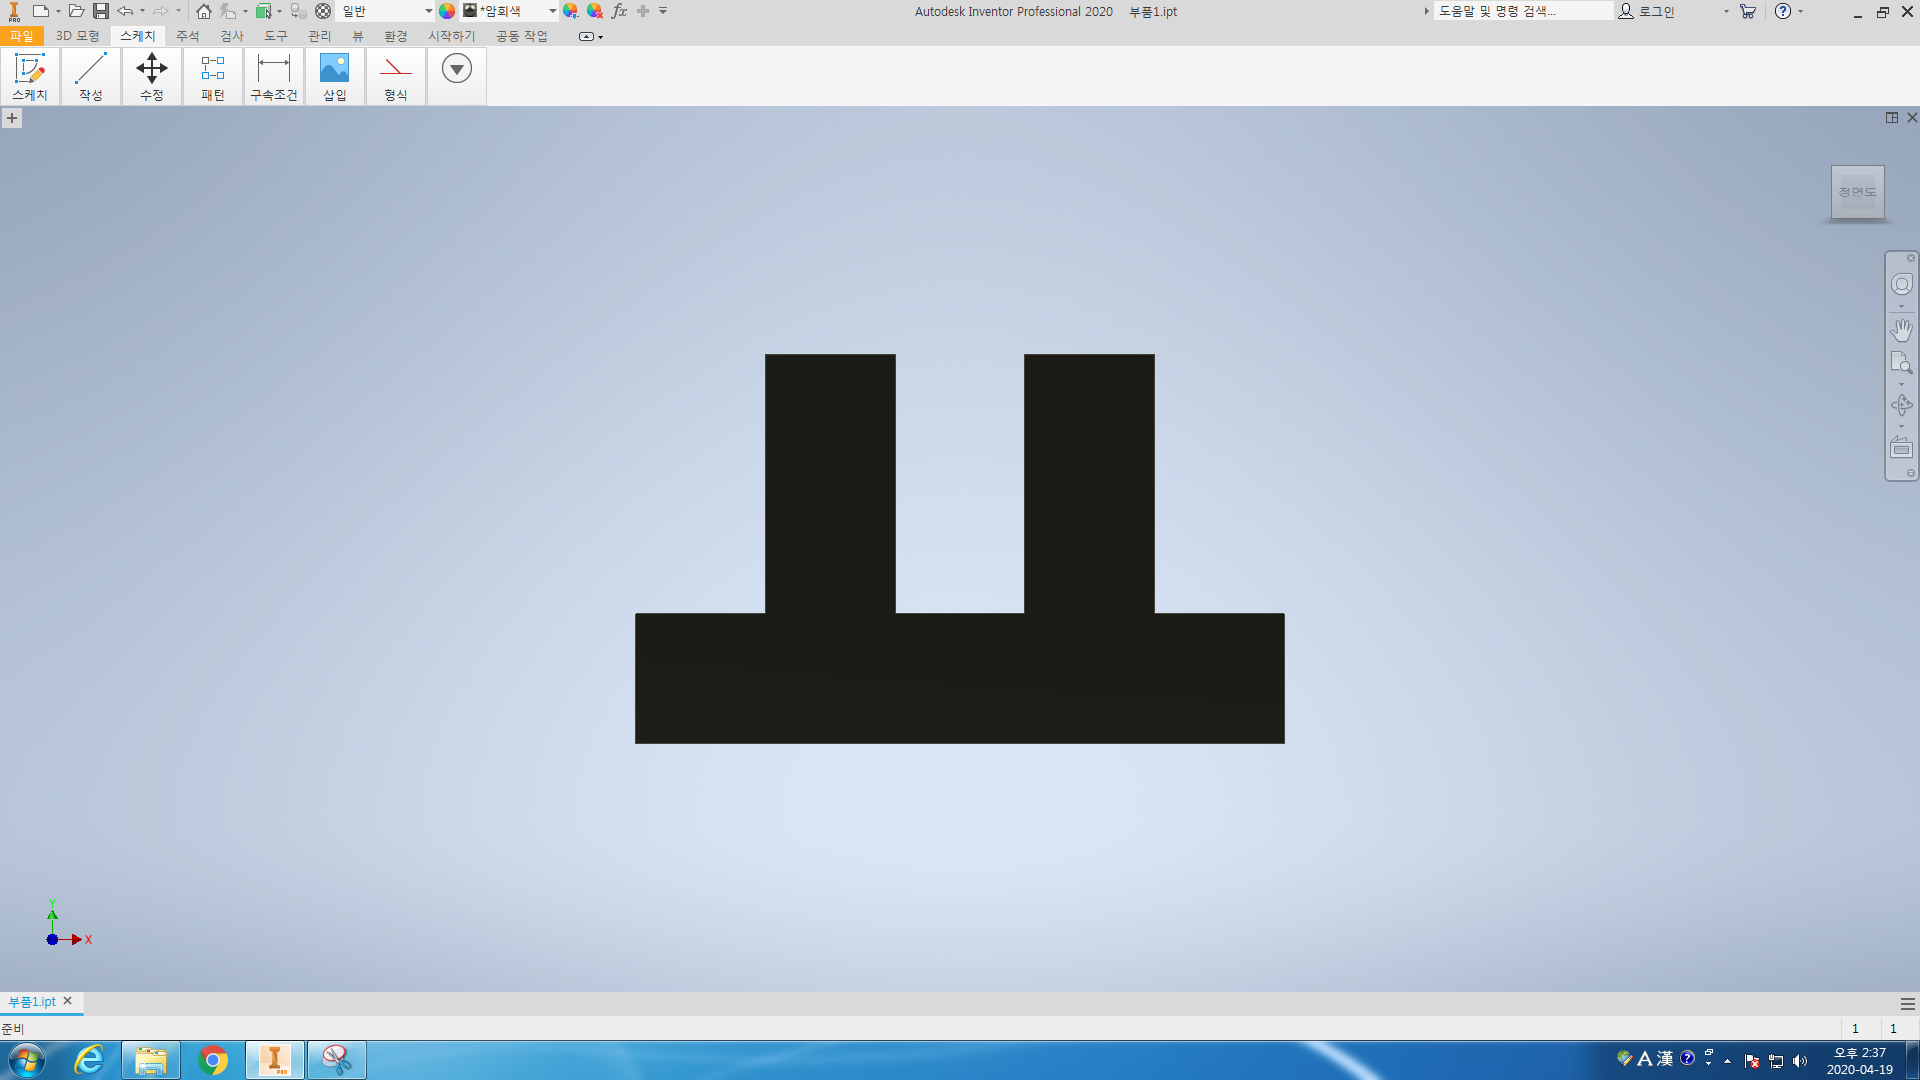 일반 *암회색 Autodesk Inventor Professional 2020 부품1.ipt 도움말 및 명령 검색... 로그인
파일 3D 모형 스케치 주석 검사 도구 관리 뷰 환경 시작하기 공동 작업
스케치 작성 수정 패턴 구속조건 삽입 형식
정면도
Y
X
부품1.ipt
준비 1 1
A 漢
오후 2:37
2020-04-19
PRO
PRO